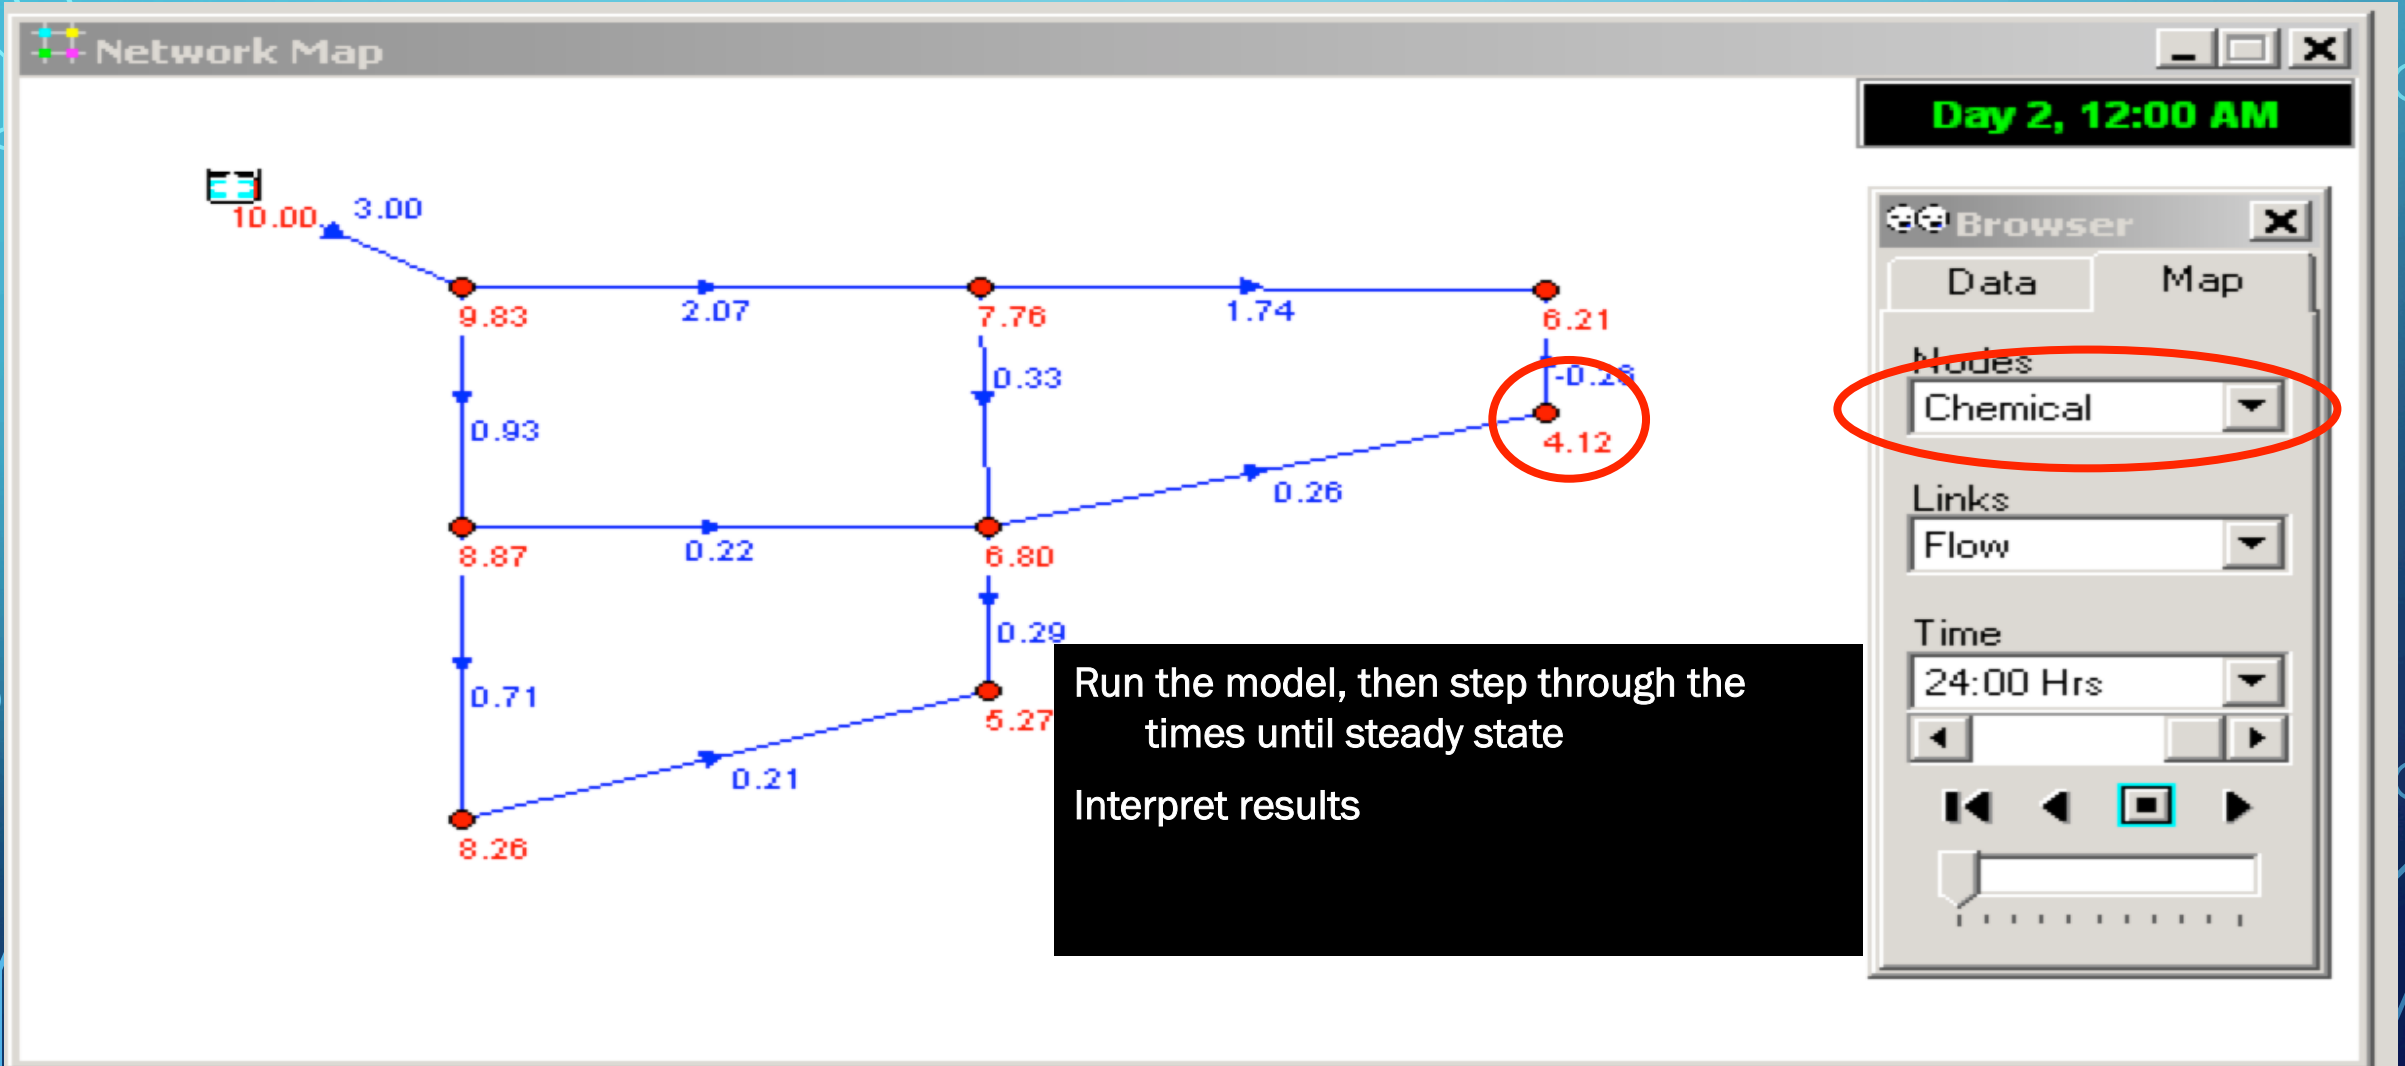 Network Map
Day 2, 12:00 AM
10.00
3.00
9.83
2.07
7.76
1.74
6.21
0.93
0.33
-0.26
4.12
0.26
8.87
0.22
6.80
0.71
0.29
5.27
0.21
8.26
Browser
Data
Map
Nodes
Chemical
Links
Flow
Time
24:00 Hrs
Run the model, then step through the
times until steady state
Interpret results